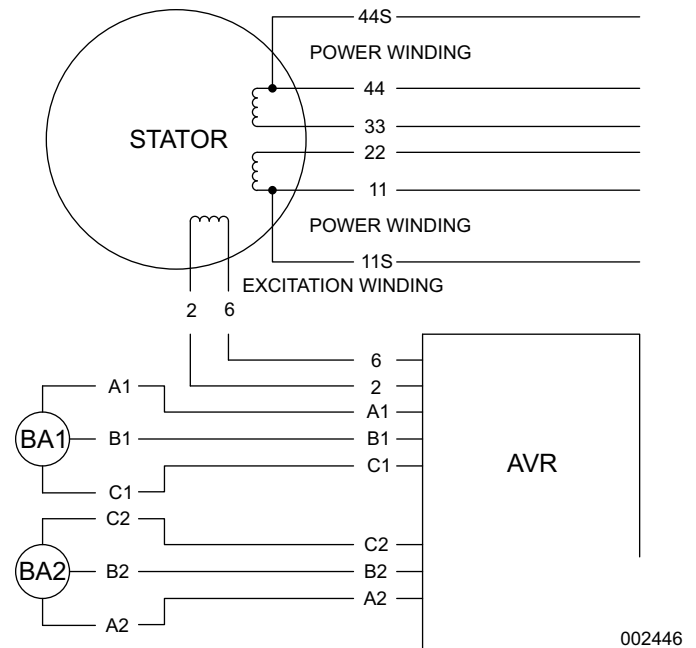 44S
POWER WINDING
44
STATOR
33
22
11
POWER WINDING
11S
EXCITATION WINDING
2 6
6
A1
2
A1
BA1
B1
B1
C1
AVR
C1
C2
C2
BA2
B2
B2
A2
A2
002446